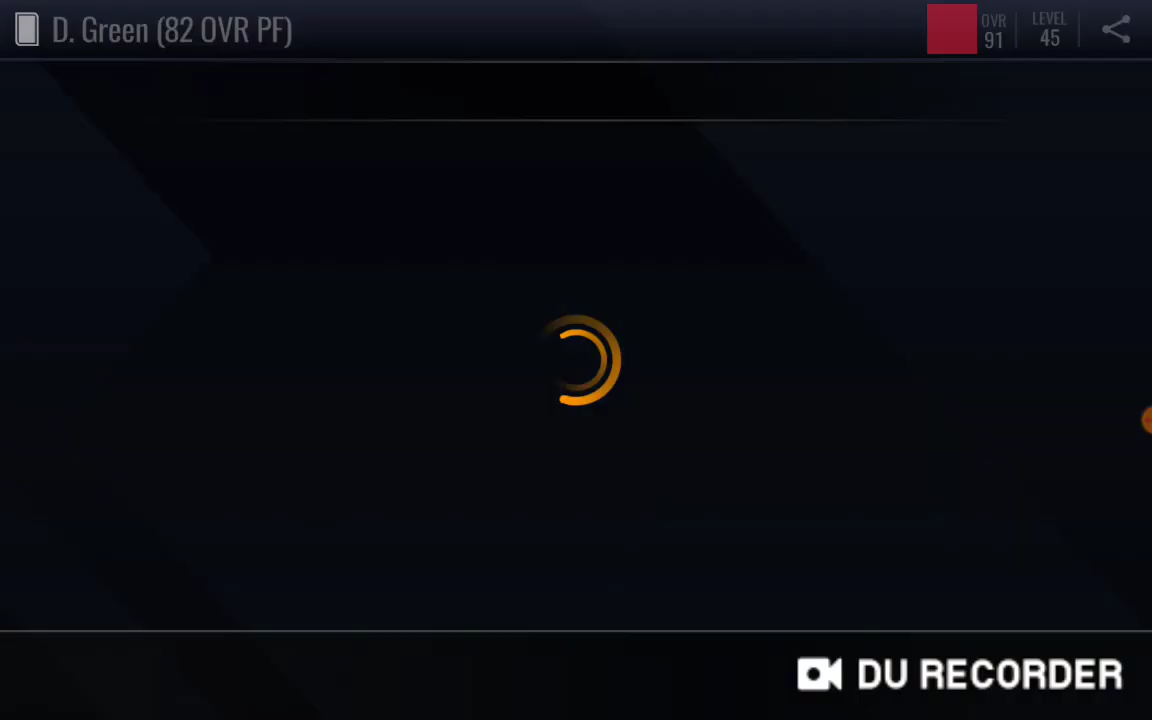 D. Green (82 OVR PF)
OVR
91
LEVEL
45
DU RECORDER